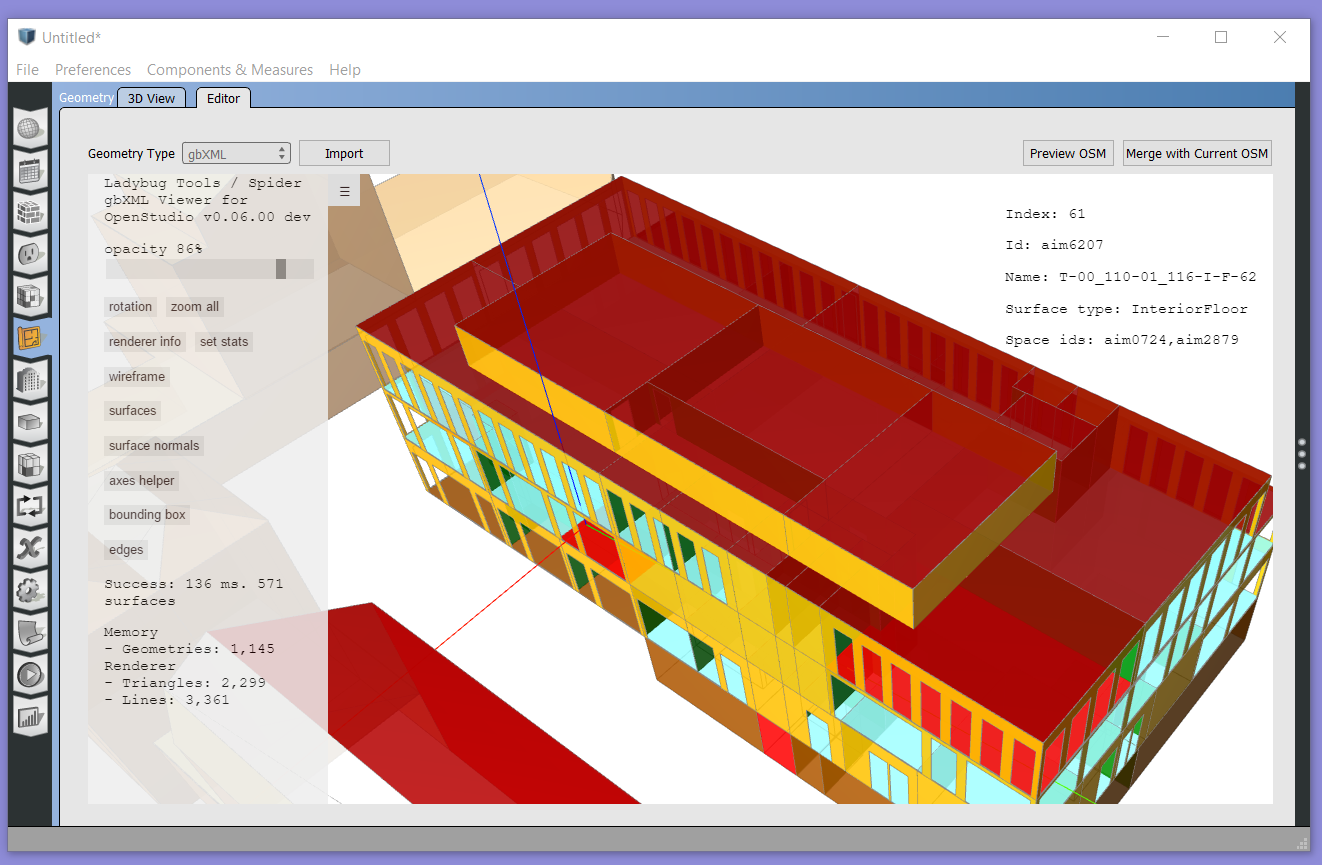 Untitled*
File Preferences Components & Measures Help
Geometry 3D View Editor
Geometry Type gbXML Import Preview OSM Merge with Current OSM
Ladybug Tools / Spider
gbXML Viewer for
OpenStudio v0.06.00 dev
☰
opacity 86%
rotation zoom all
renderer info set stats
wireframe
surfaces
surface normals
axes helper
bounding box
edges
Success: 136 ms. 571
surfaces
Memory
- Geometries: 1,145
Renderer
- Triangles: 2,299
- Lines: 3,361
Index: 61
Id: aim6207
Name: T-00_110-01_116-I-F-62
Surface type: InteriorFloor
Space ids: aim0724,aim2879